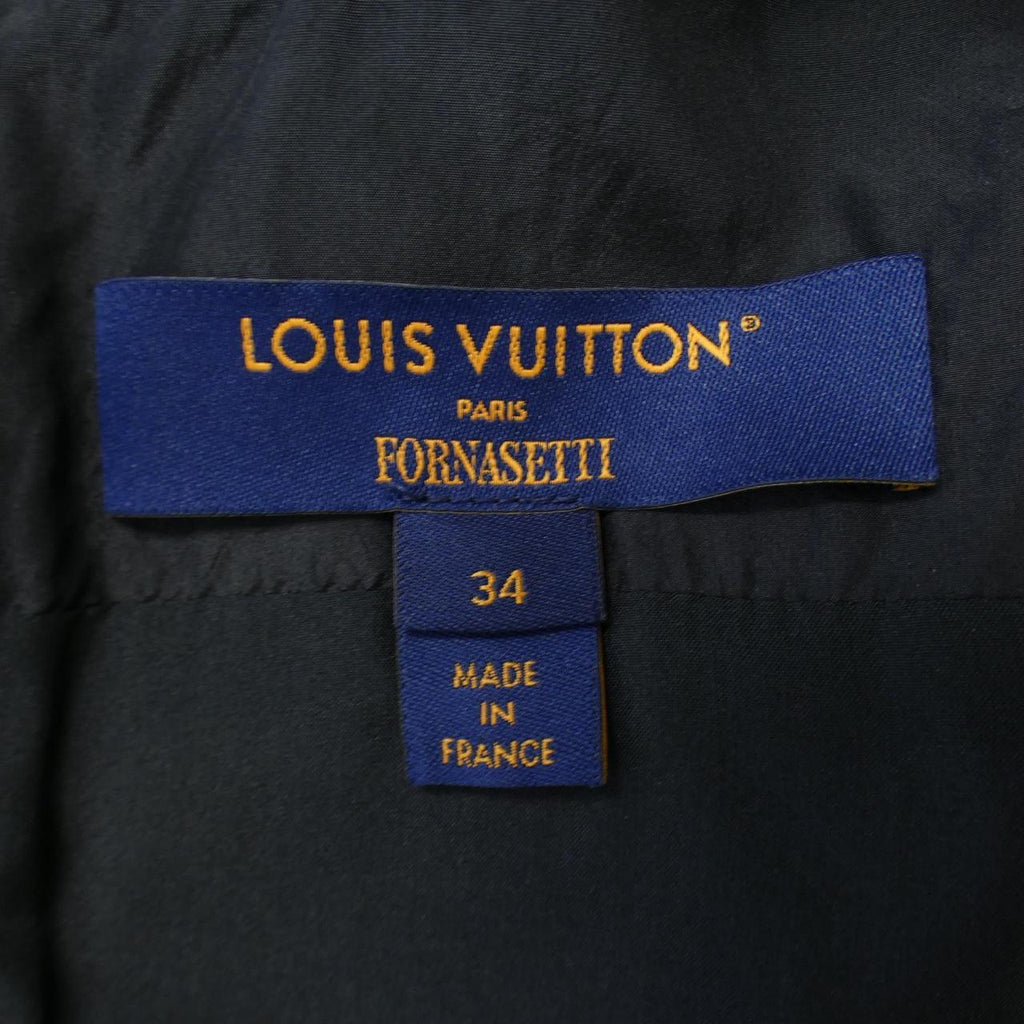 LOUIS VUITTON®
PARIS
FORNASETTI
34
MADE
IN
FRANCE